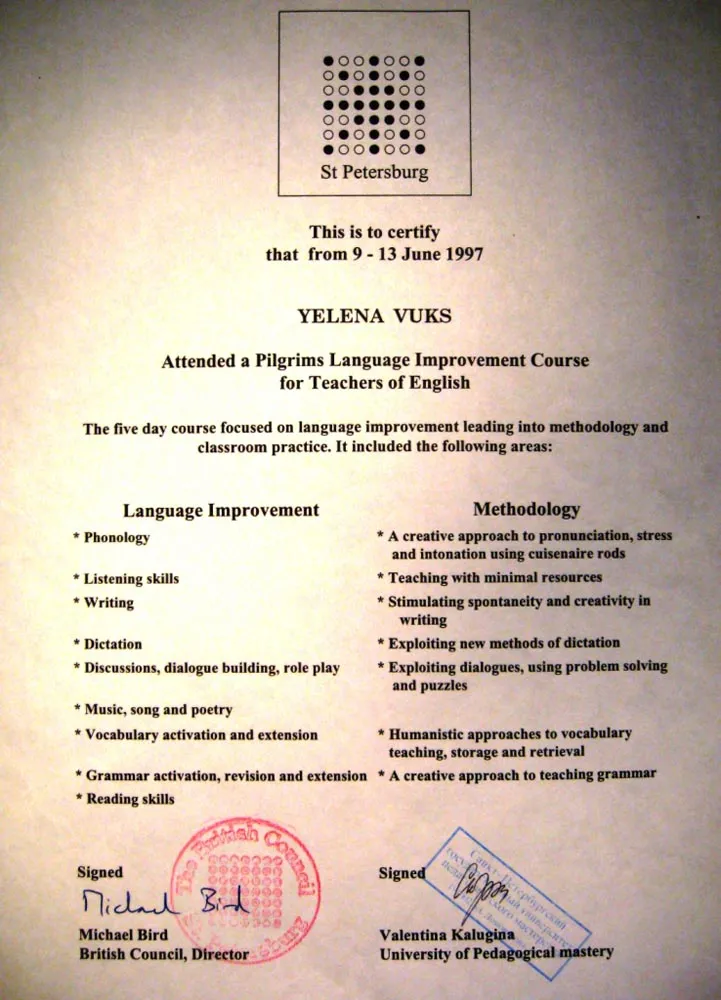 St Petersburg
This is to certify
that from 9 - 13 June 1997
YELENA VUKS
Attended a Pilgrims Language Improvement Course
for Teachers of English
The five day course focused on language improvement leading into methodology and
classroom practice. It included the following areas:
Language Improvement
* Phonology
* Listening skills
* Writing
* Dictation
* Discussions, dialogue building, role play
* Music, song and poetry
* Vocabulary activation and extension
* Grammar activation, revision and extension
* Reading skills
Methodology
* A creative approach to pronunciation, stress
and intonation using cuisenaire rods
* Teaching with minimal resources
* Stimulating spontaneity and creativity in
writing
* Exploiting new methods of dictation
* Exploiting dialogues, using problem solving
and puzzles
* Humanistic approaches to vocabulary
teaching, storage and retrieval
* A creative approach to teaching grammar
Signed
Michael Bird
Michael Bird
British Council, Director
The British Council
St Petersburg
Signed
Санкт-Петербургский
Valentina Kalugina
University of Pedagogical mastery